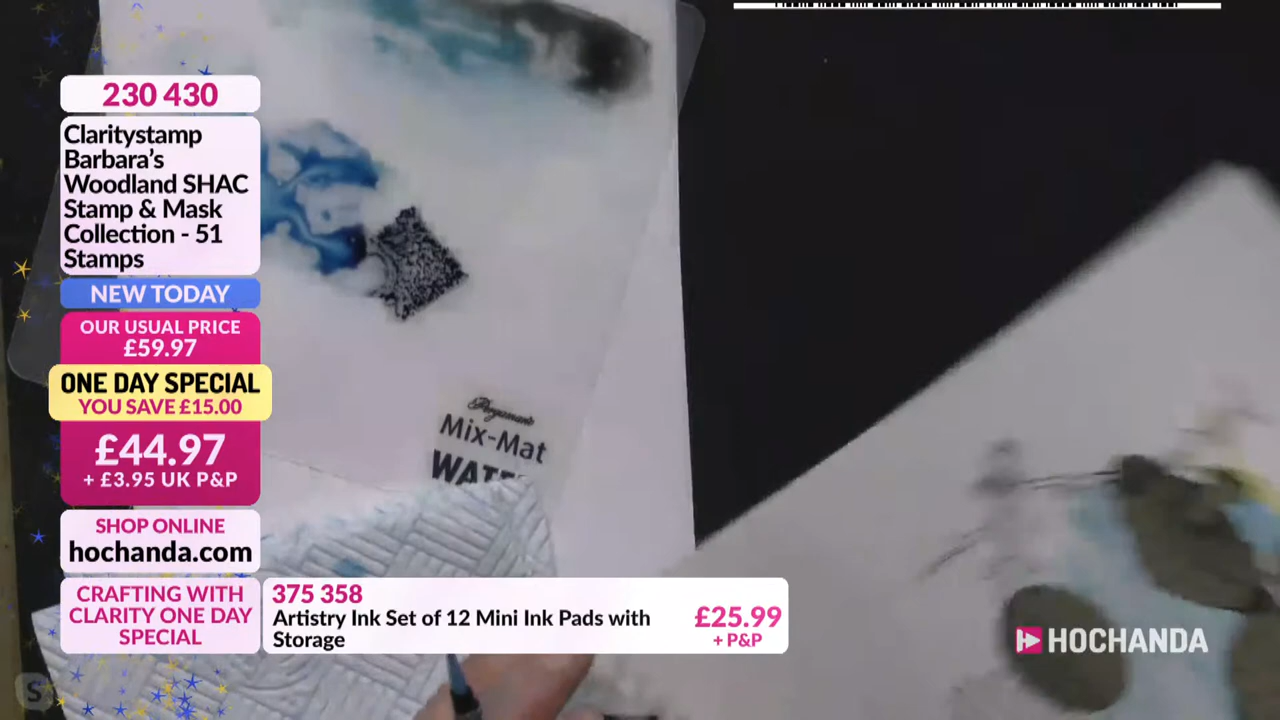 230 430
Claritystamp
Barbara's
Woodland SHAC
Stamp & Mask
Collection - 51
Stamps
NEW TODAY
OUR USUAL PRICE
£59.97
ONE DAY SPECIAL
YOU SAVE £15.00
£44.97
+ £3.95 UK P&P
SHOP ONLINE
hochanda.com
CRAFTING WITH
CLARITY ONE DAY
SPECIAL
375 358
Artistry Ink Set of 12 Mini Ink Pads with
Storage
£25.99
+ P&P
Mix-Mat
HOCHANDA
S